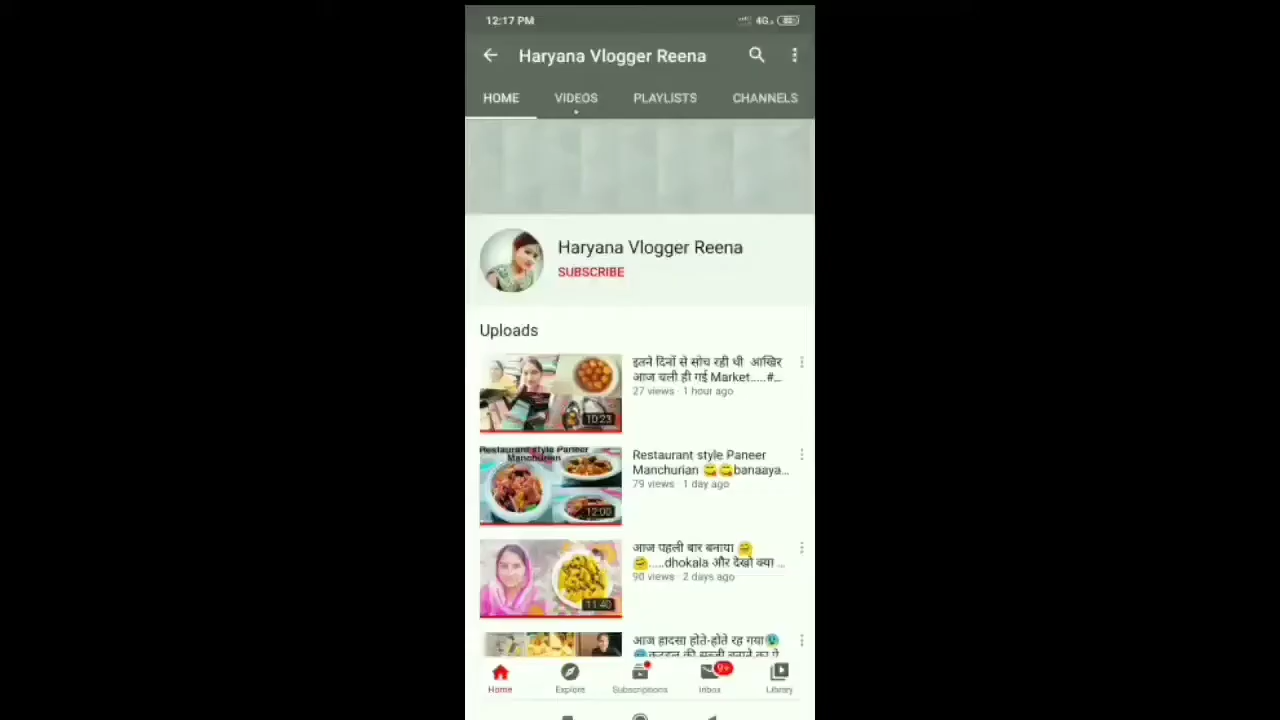 12:17 PM
4G
Haryana Vlogger Reena
HOME VIDEOS PLAYLISTS CHANNELS
Haryana Vlogger Reena
SUBSCRIBE
Uploads
इतने दिनों से सोच रही थी आखिर
आज चली ही गई Market.....#...
27 views · 1 hour ago
10:23
Restaurant style Paneer
Manchurian
Restaurant style Paneer
Manchurian 😋😋banaaya...
79 views · 1 day ago
12:00
आज पहली बार बनाया 🤗
🤗.....dhokala और देखो क्या ...
90 views · 2 days ago
11:40
आज हादसा होते-होते रह गया😰
😰कटहल की सब्जी बनाने का ऐ
9+
Home Explore Subscriptions Inbox Library